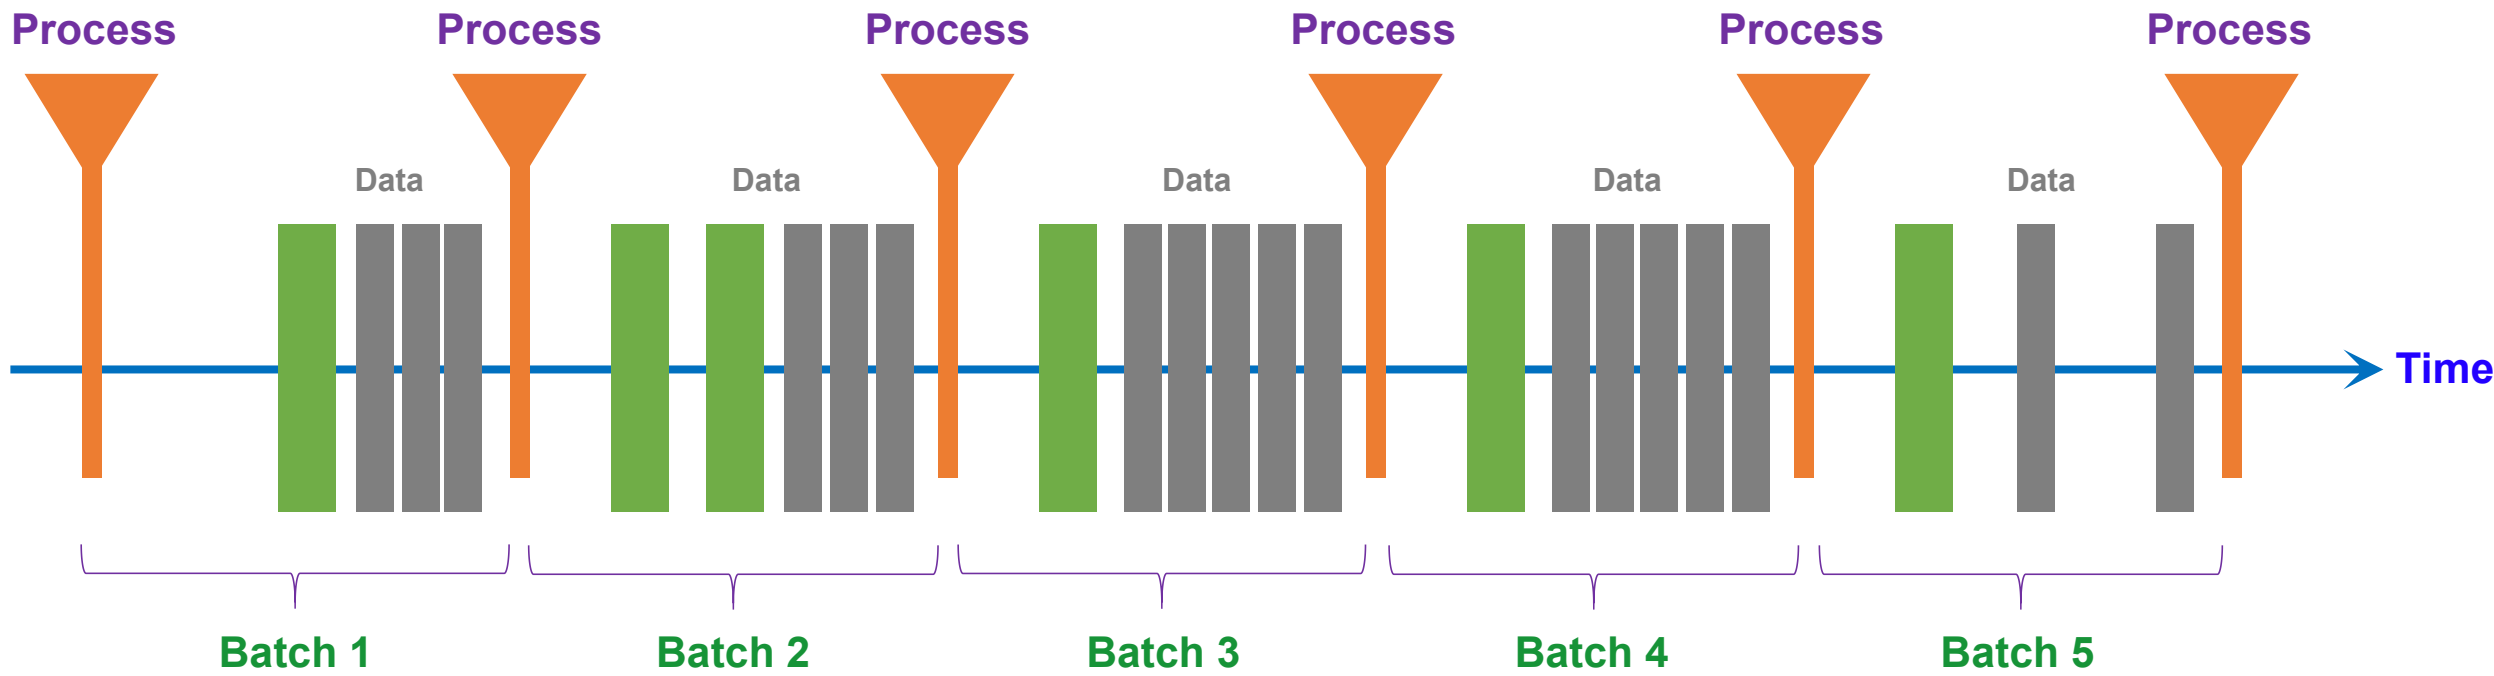 Process Process Process Process Process Process
Data Data Data Data Data
Time
Batch 1 Batch 2 Batch 3 Batch 4 Batch 5